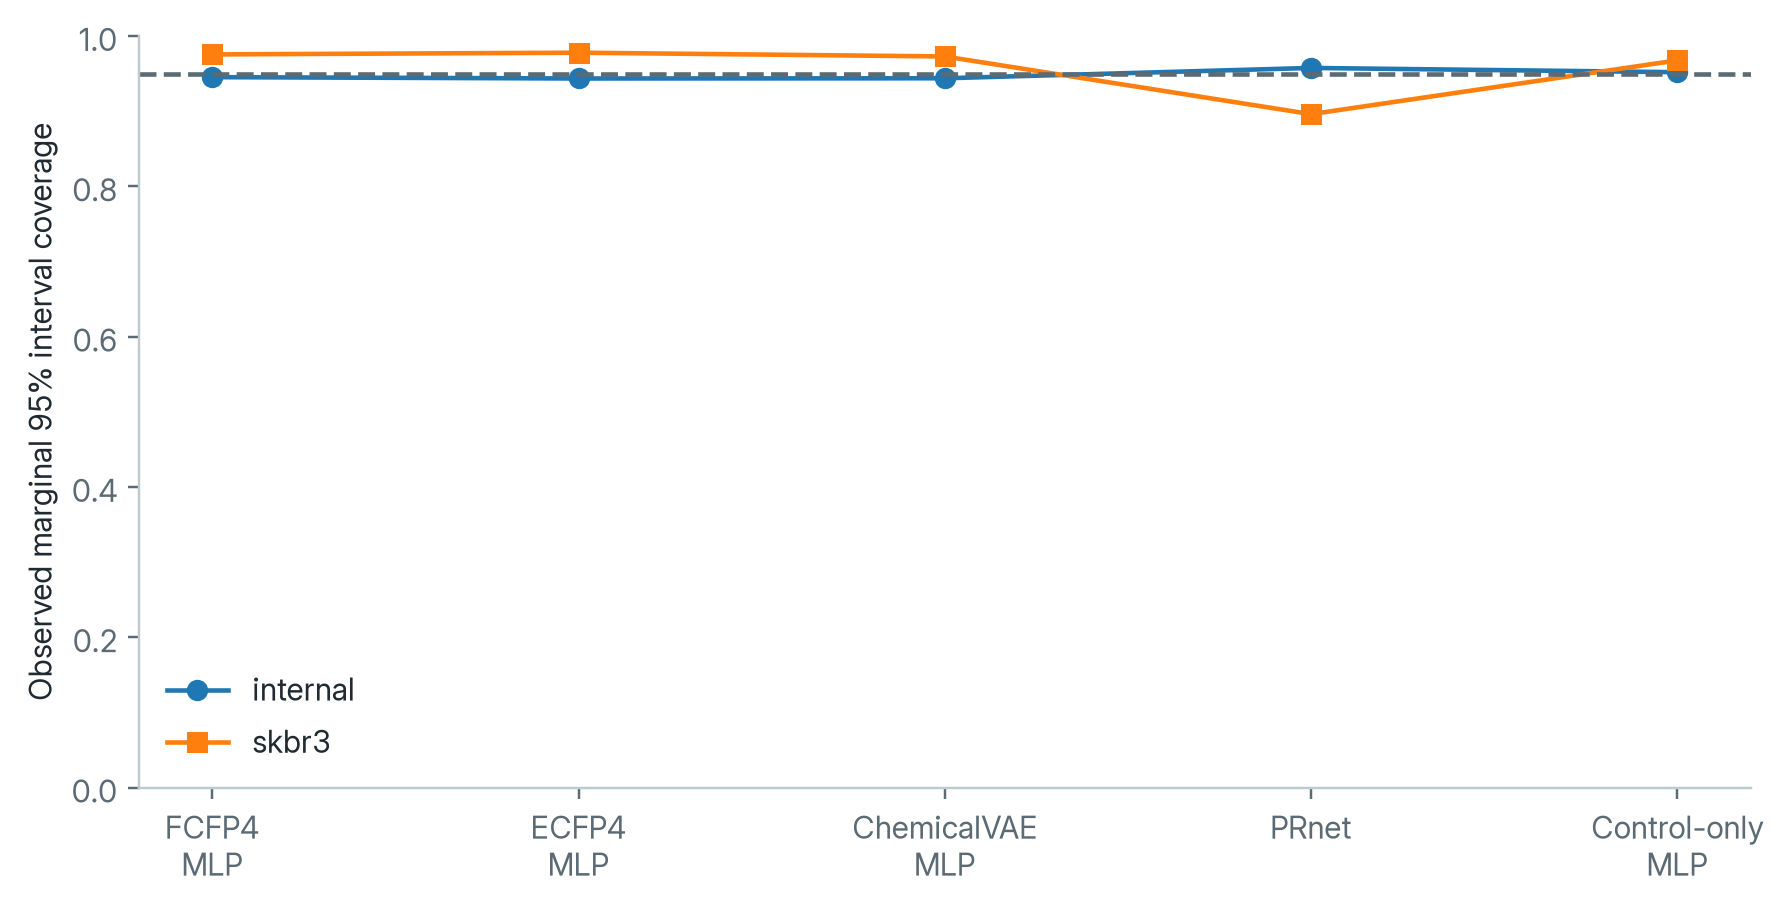 Observed marginal 95% interval coverage
1.0
0.8
0.6
0.4
0.2
0.0
internal
skbr3
FCFP4
MLP
ECFP4
MLP
ChemicalVAE
MLP
PRnet
Control-only
MLP